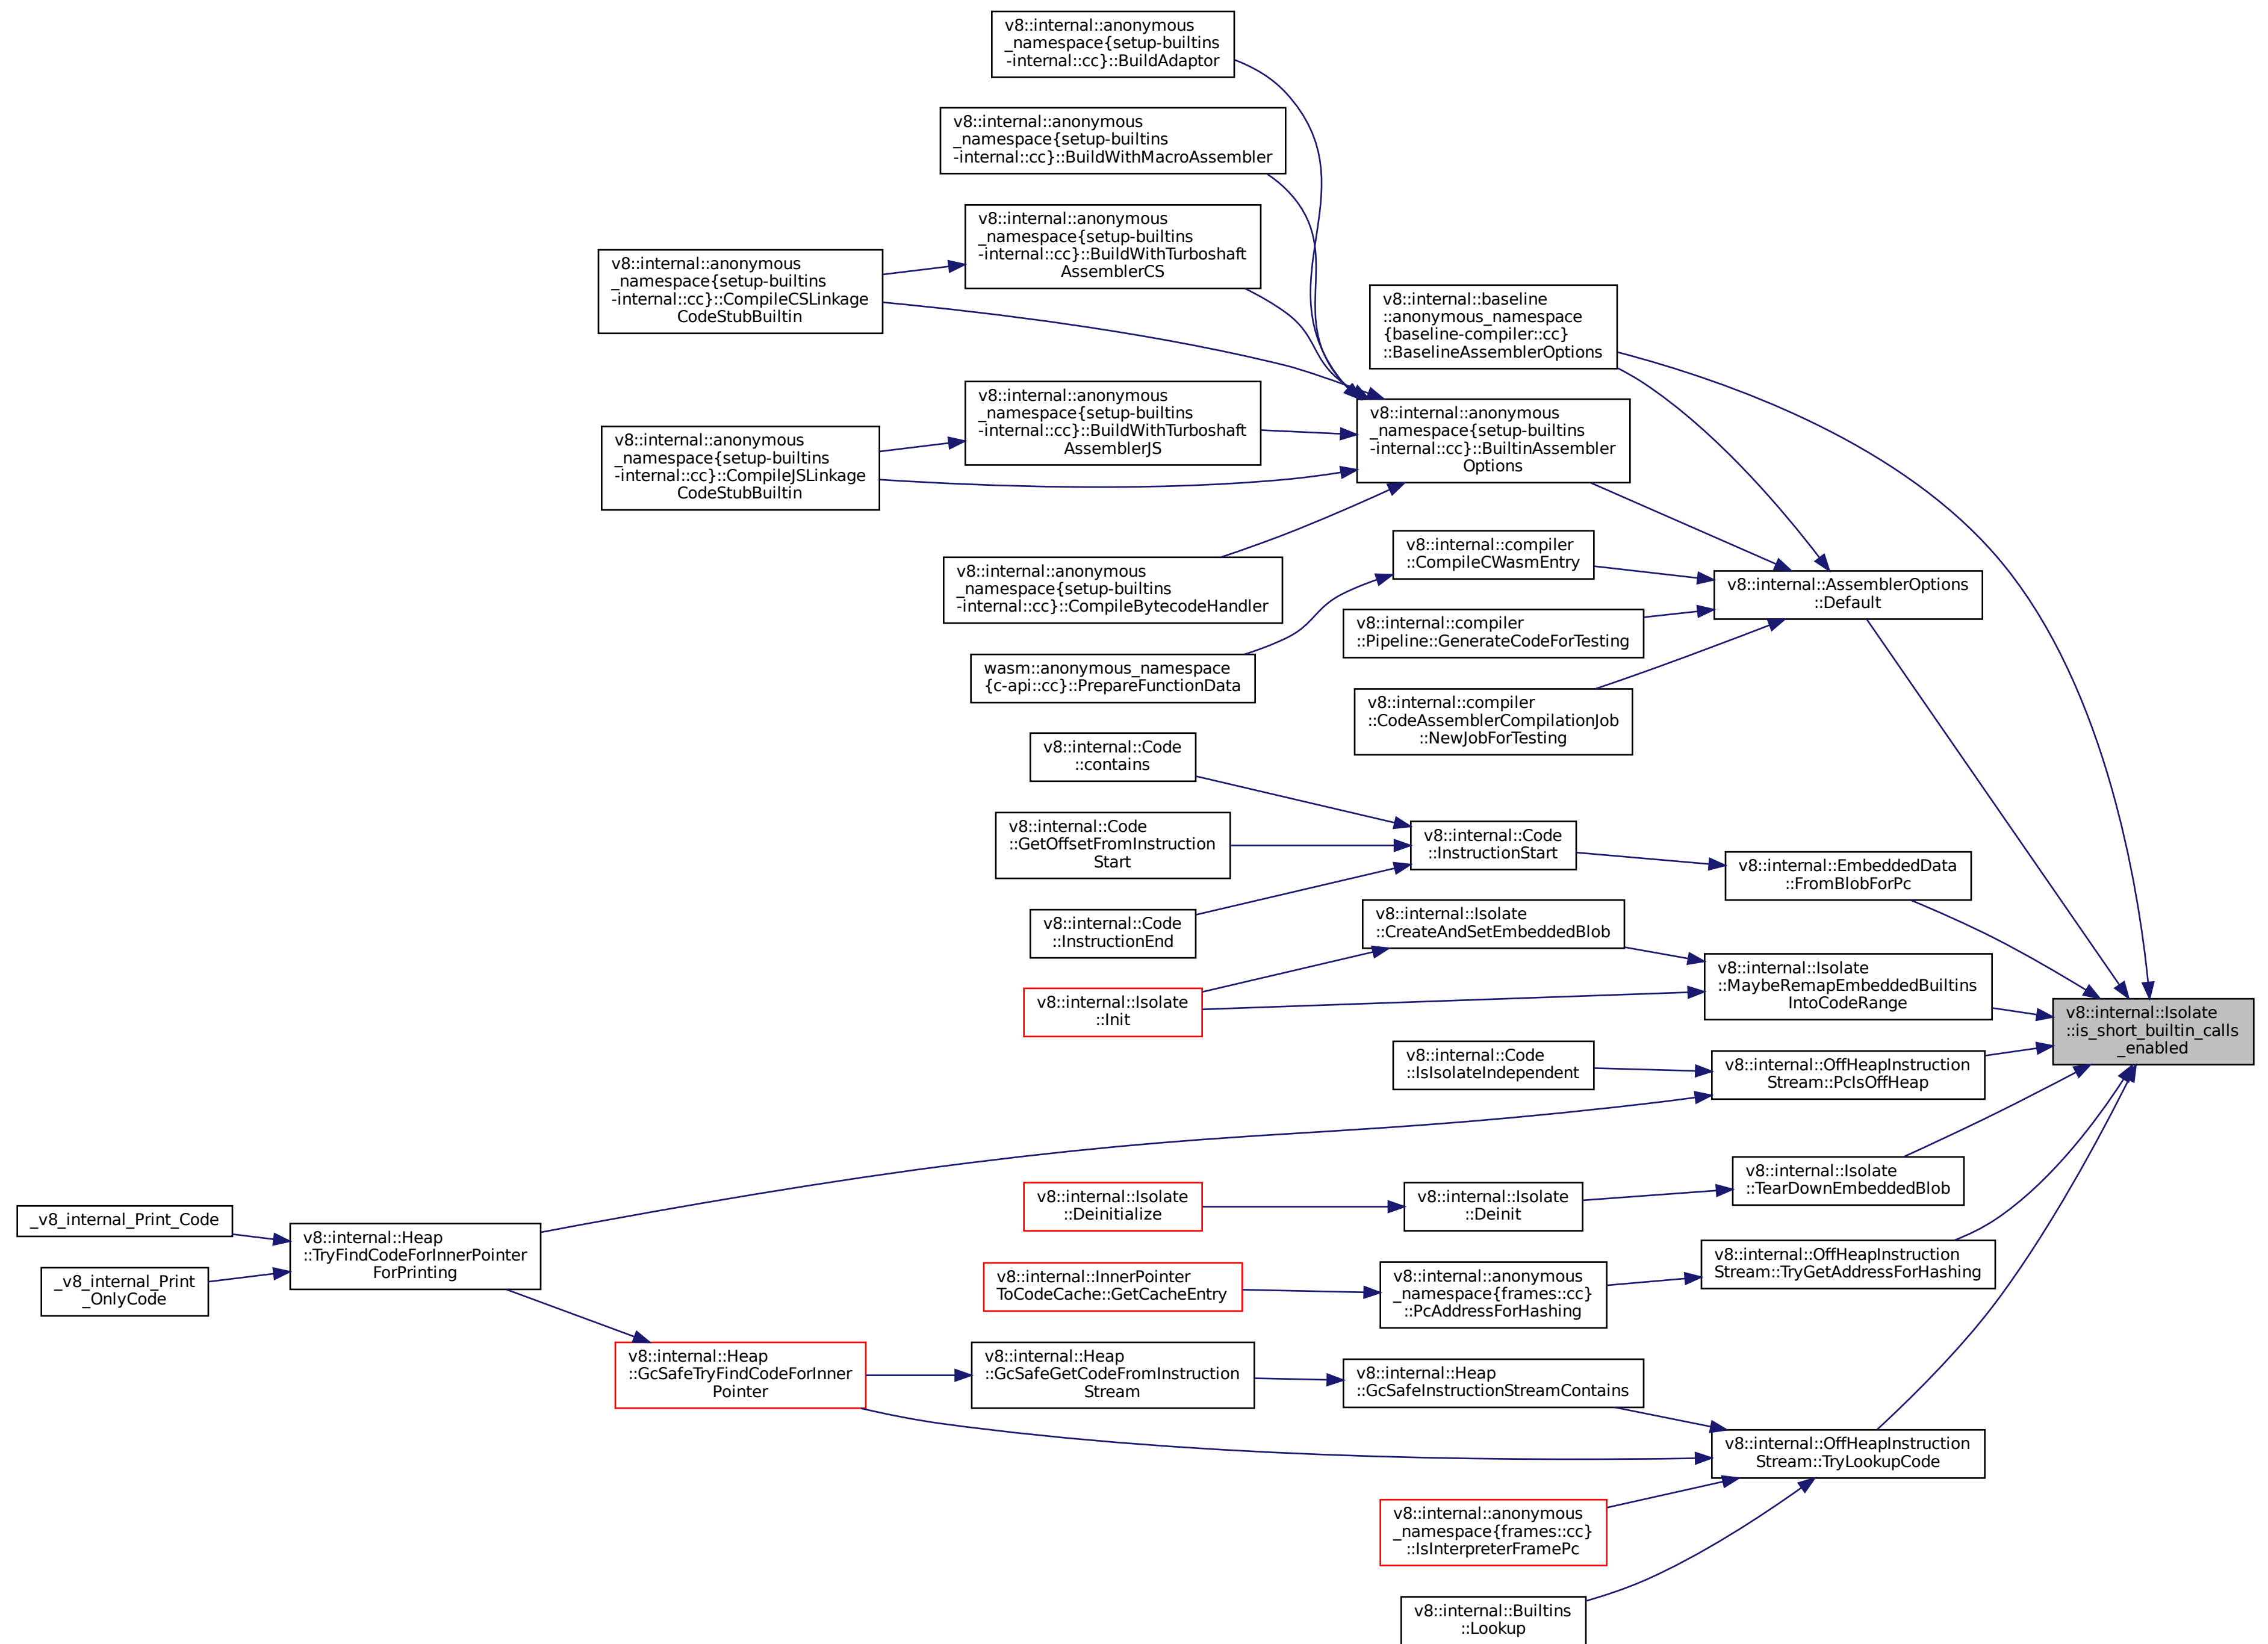 v8::internal::anonymous
_namespace{setup-builtins
-internal::cc}::BuildAdaptor
v8::internal::anonymous
_namespace{setup-builtins
-internal::cc}::BuildWithMacroAssembler
v8::internal::anonymous
_namespace{setup-builtins
-internal::cc}::BuildWithTurboshaft
AssemblerCS
v8::internal::anonymous
_namespace{setup-builtins
-internal::cc}::CompileCSLinkage
CodeStubBuiltin
v8::internal::baseline
::anonymous_namespace
{baseline-compiler::cc}
::BaselineAssemblerOptions
v8::internal::anonymous
_namespace{setup-builtins
-internal::cc}::BuildWithTurboshaft
AssemblerJS
v8::internal::anonymous
_namespace{setup-builtins
-internal::cc}::BuiltinAssembler
Options
v8::internal::anonymous
_namespace{setup-builtins
-internal::cc}::CompileJSLinkage
CodeStubBuiltin
v8::internal::compiler
::CompileCWasmEntry
v8::internal::anonymous
_namespace{setup-builtins
-internal::cc}::CompileBytecodeHandler
v8::internal::AssemblerOptions
::Default
v8::internal::compiler
::Pipeline::GenerateCodeForTesting
wasm::anonymous_namespace
{c-api::cc}::PrepareFunctionData
v8::internal::compiler
::CodeAssemblerCompilationJob
::NewJobForTesting
v8::internal::Code
::contains
v8::internal::Code
::GetOffsetFromInstruction
Start
v8::internal::Code
::InstructionStart
v8::internal::EmbeddedData
::FromBlobForPc
v8::internal::Code
::InstructionEnd
v8::internal::Isolate
::CreateAndSetEmbeddedBlob
v8::internal::Isolate
::MaybeRemapEmbeddedBuiltins
IntoCodeRange
v8::internal::Isolate
::Init
v8::internal::Isolate
::is_short_builtin_calls
_enabled
v8::internal::Code
::IsIsolateIndependent
v8::internal::OffHeapInstruction
Stream::PcIsOffHeap
v8::internal::Isolate
::TearDownEmbeddedBlob
v8::internal::Isolate
::Deinitialize
v8::internal::Isolate
::Deinit
_v8_internal_Print_Code
v8::internal::Heap
::TryFindCodeForInnerPointer
ForPrinting
v8::internal::OffHeapInstruction
Stream::TryGetAddressForHashing
_v8_internal_Print
_OnlyCode
v8::internal::InnerPointer
ToCodeCache::GetCacheEntry
v8::internal::anonymous
_namespace{frames::cc}
::PcAddressForHashing
v8::internal::Heap
::GcSafeTryFindCodeForInner
Pointer
v8::internal::Heap
::GcSafeGetCodeFromInstruction
Stream
v8::internal::Heap
::GcSafeInstructionStreamContains
v8::internal::OffHeapInstruction
Stream::TryLookupCode
v8::internal::anonymous
_namespace{frames::cc}
::IsInterpreterFramePc
v8::internal::Builtins
::Lookup